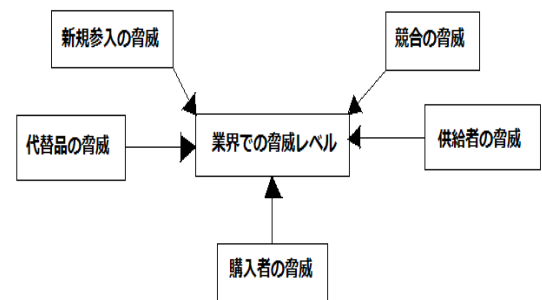 新規参入の脅威
競合の脅威
代替品の脅威
業界での脅威レベル
供給者の脅威
購入者の脅威